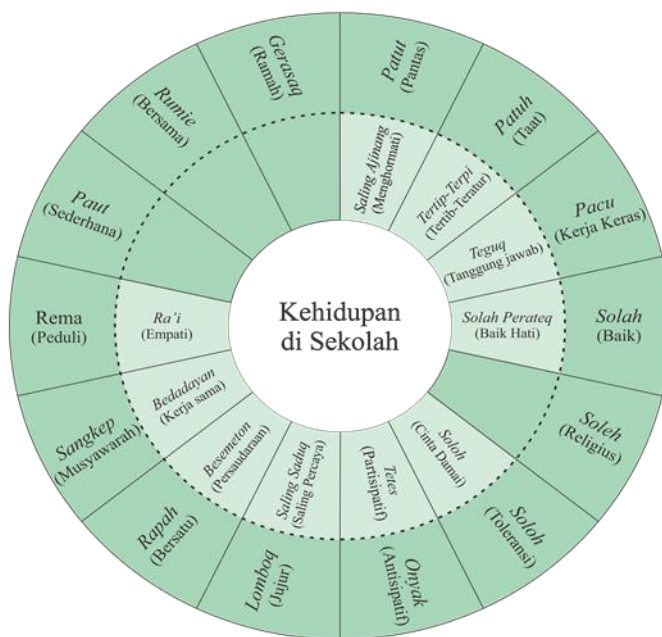 Kehidupan
di Sekolah
Patut
(Pantas)
Patuh
(Taat)
Pacu
(Kerja Keras)
Solah
(Baik)
Soleh
(Religius)
Soloh
(Toleransi)
Onyak
(Antisipatif)
Lomboq
(Jujur)
Rapah
(Bersatu)
Sangkep
(Musyawarah)
Rema
(Peduli)
Paut
(Sederhana)
Rumie
(Bersama)
Gerasaq
(Ramah)
Saling Ajinang
(Menghormati)
Tertip-Terpi
(Tertib-Teratur)
Teguq
(Tanggung jawab)
Solah Perateq
(Baik Hati)
Soloh
(Cinta Damai)
Tetes
(Partisipatif)
Saling Saduq
(Saling Percaya)
Besemeton
(Persaudaraan)
Bedadayan
(Kerja sama)
Ra'i
(Empati)